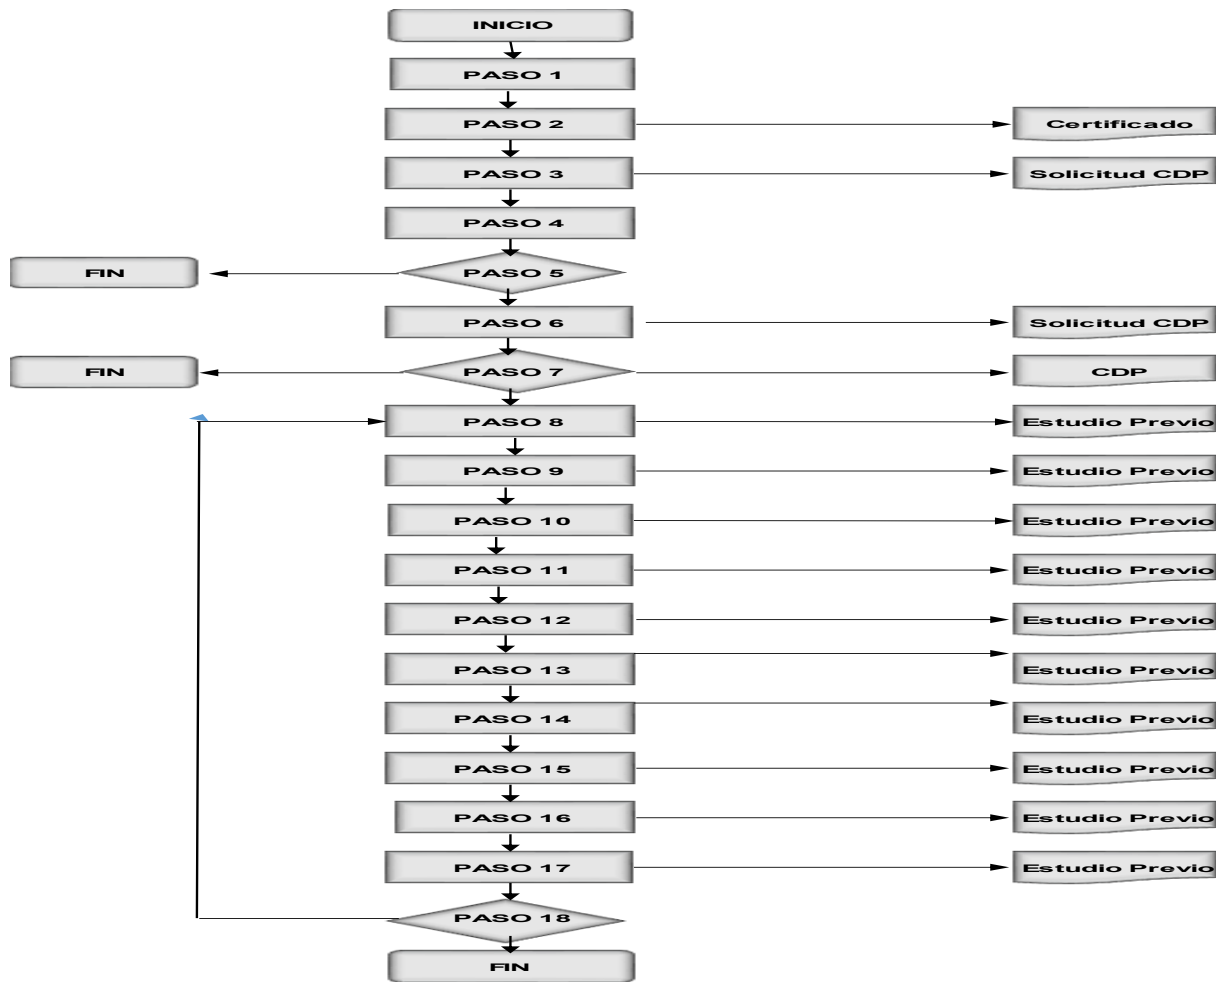 INICIO
PASO 1
PASO 2
Certificado
PASO 3
Solicitud CDP
PASO 4
FIN
PASO 5
PASO 6
Solicitud CDP
FIN
PASO 7
CDP
PASO 8
Estudio Previo
PASO 9
Estudio Previo
PASO 10
Estudio Previo
PASO 11
Estudio Previo
PASO 12
Estudio Previo
PASO 13
Estudio Previo
PASO 14
Estudio Previo
PASO 15
Estudio Previo
PASO 16
Estudio Previo
PASO 17
Estudio Previo
PASO 18
FIN